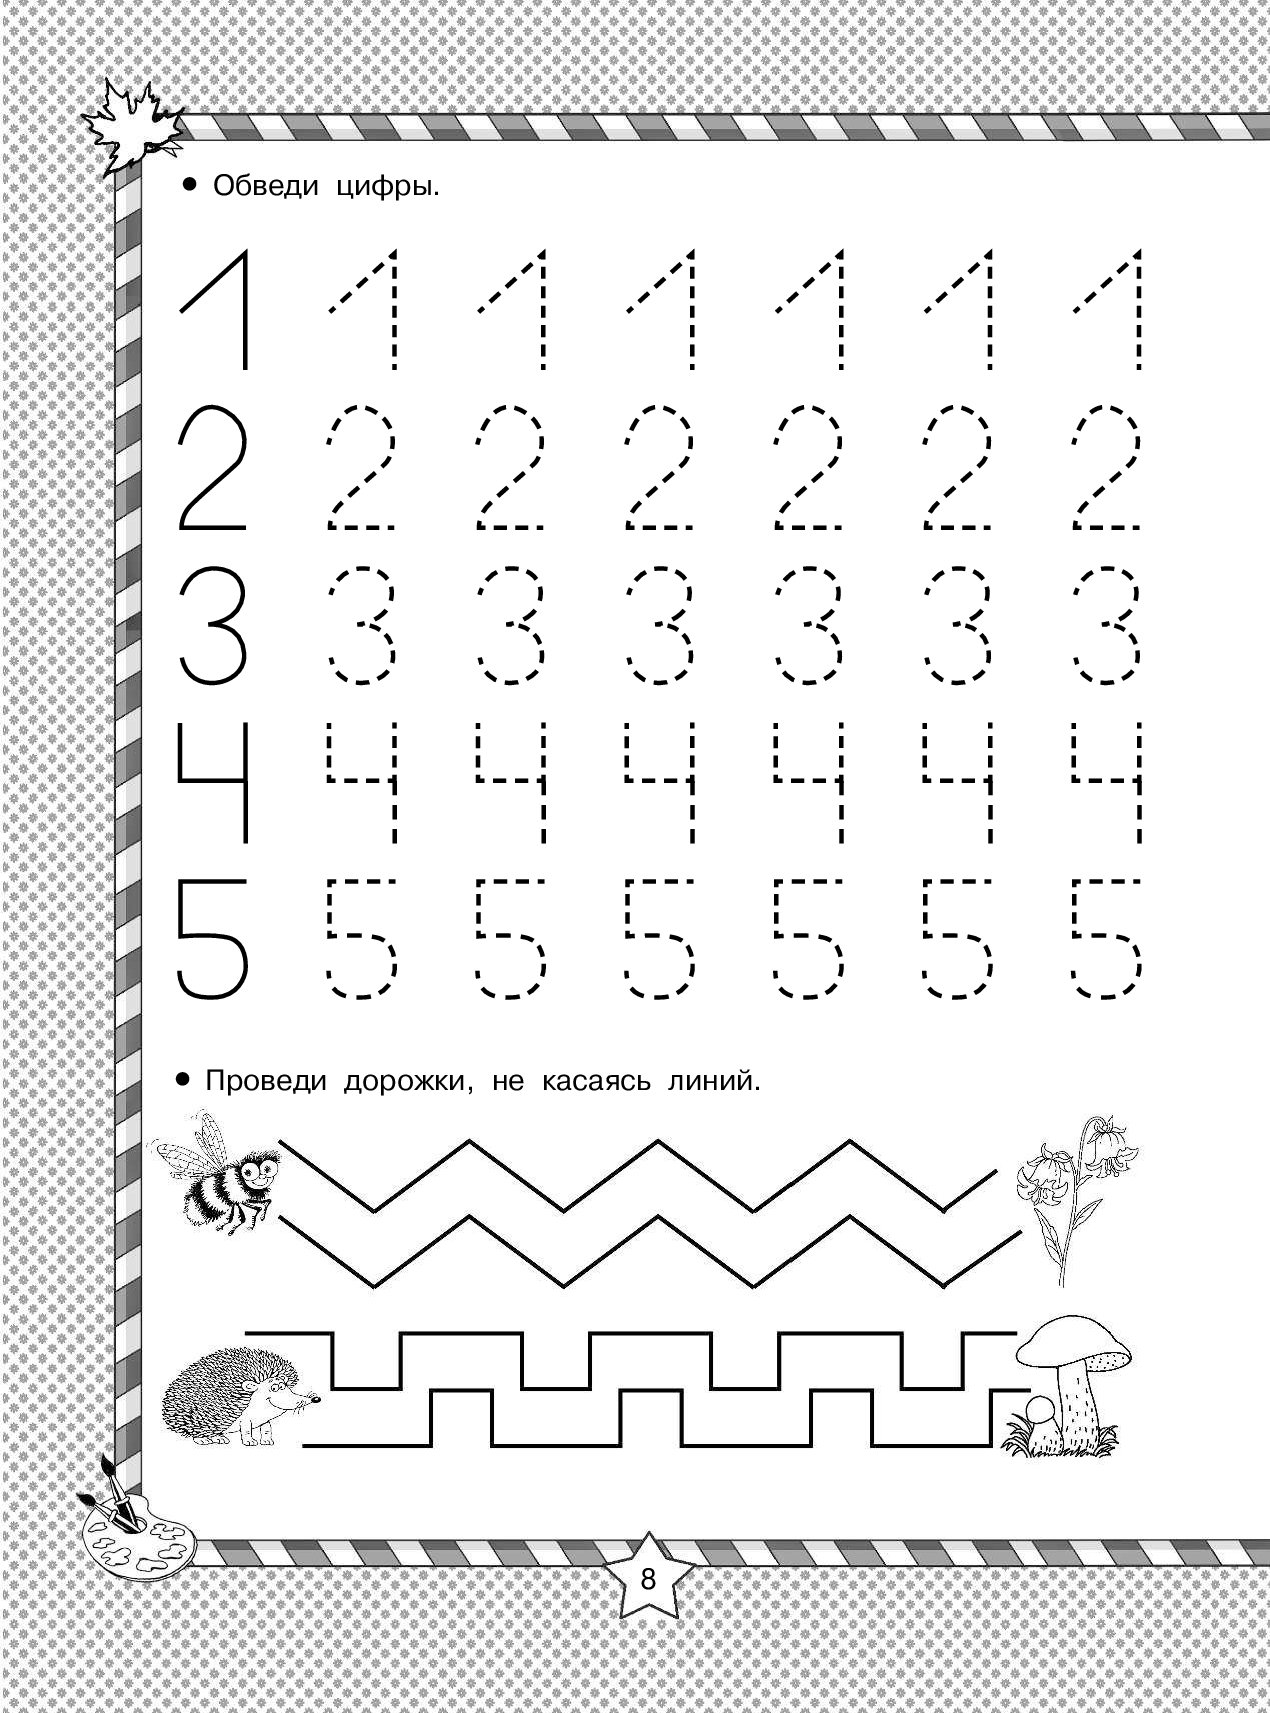 Обведи цифры.
1 1 1 1 1 1 1
2 2 2 2 2 2 2
3 3 3 3 3 3 3
4 4 4 4 4 4 4
5 5 5 5 5 5 5
Проведи дорожки, не касаясь линий.
8